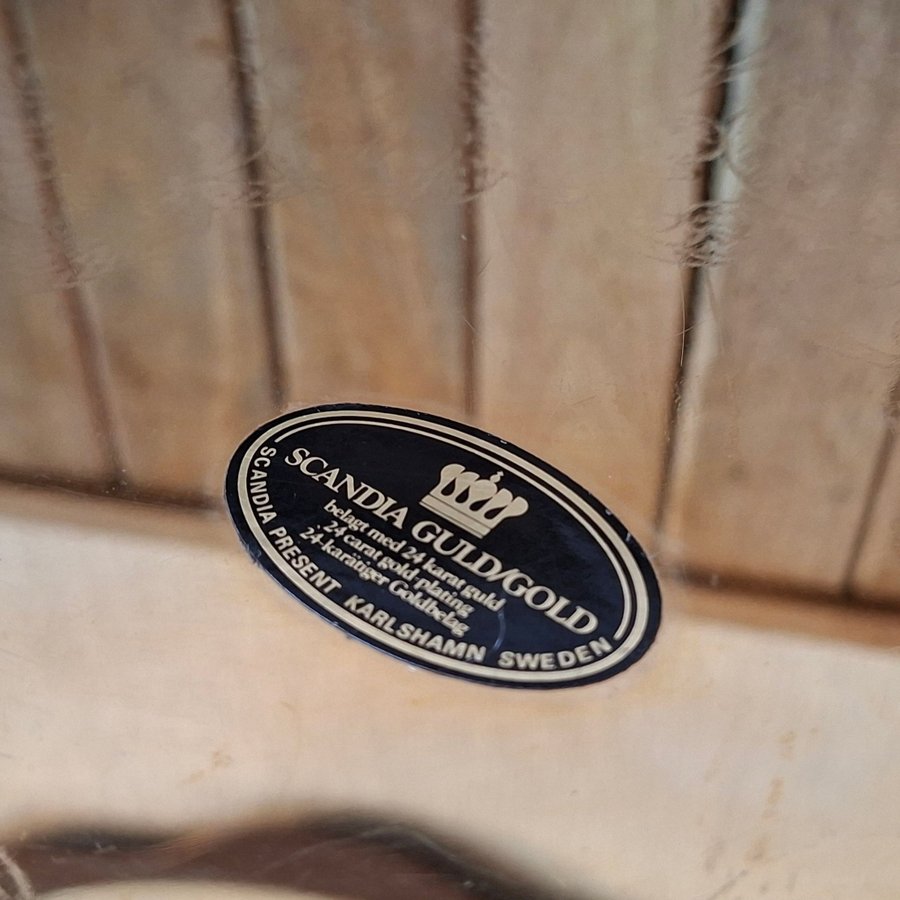 SCANDIA GULD/GOLD
belagt med 24 karat guld
24 carat gold-plating
24-karätiger Goldbelag
SCANDIA PRESENT KARLSHAMN SWEDEN